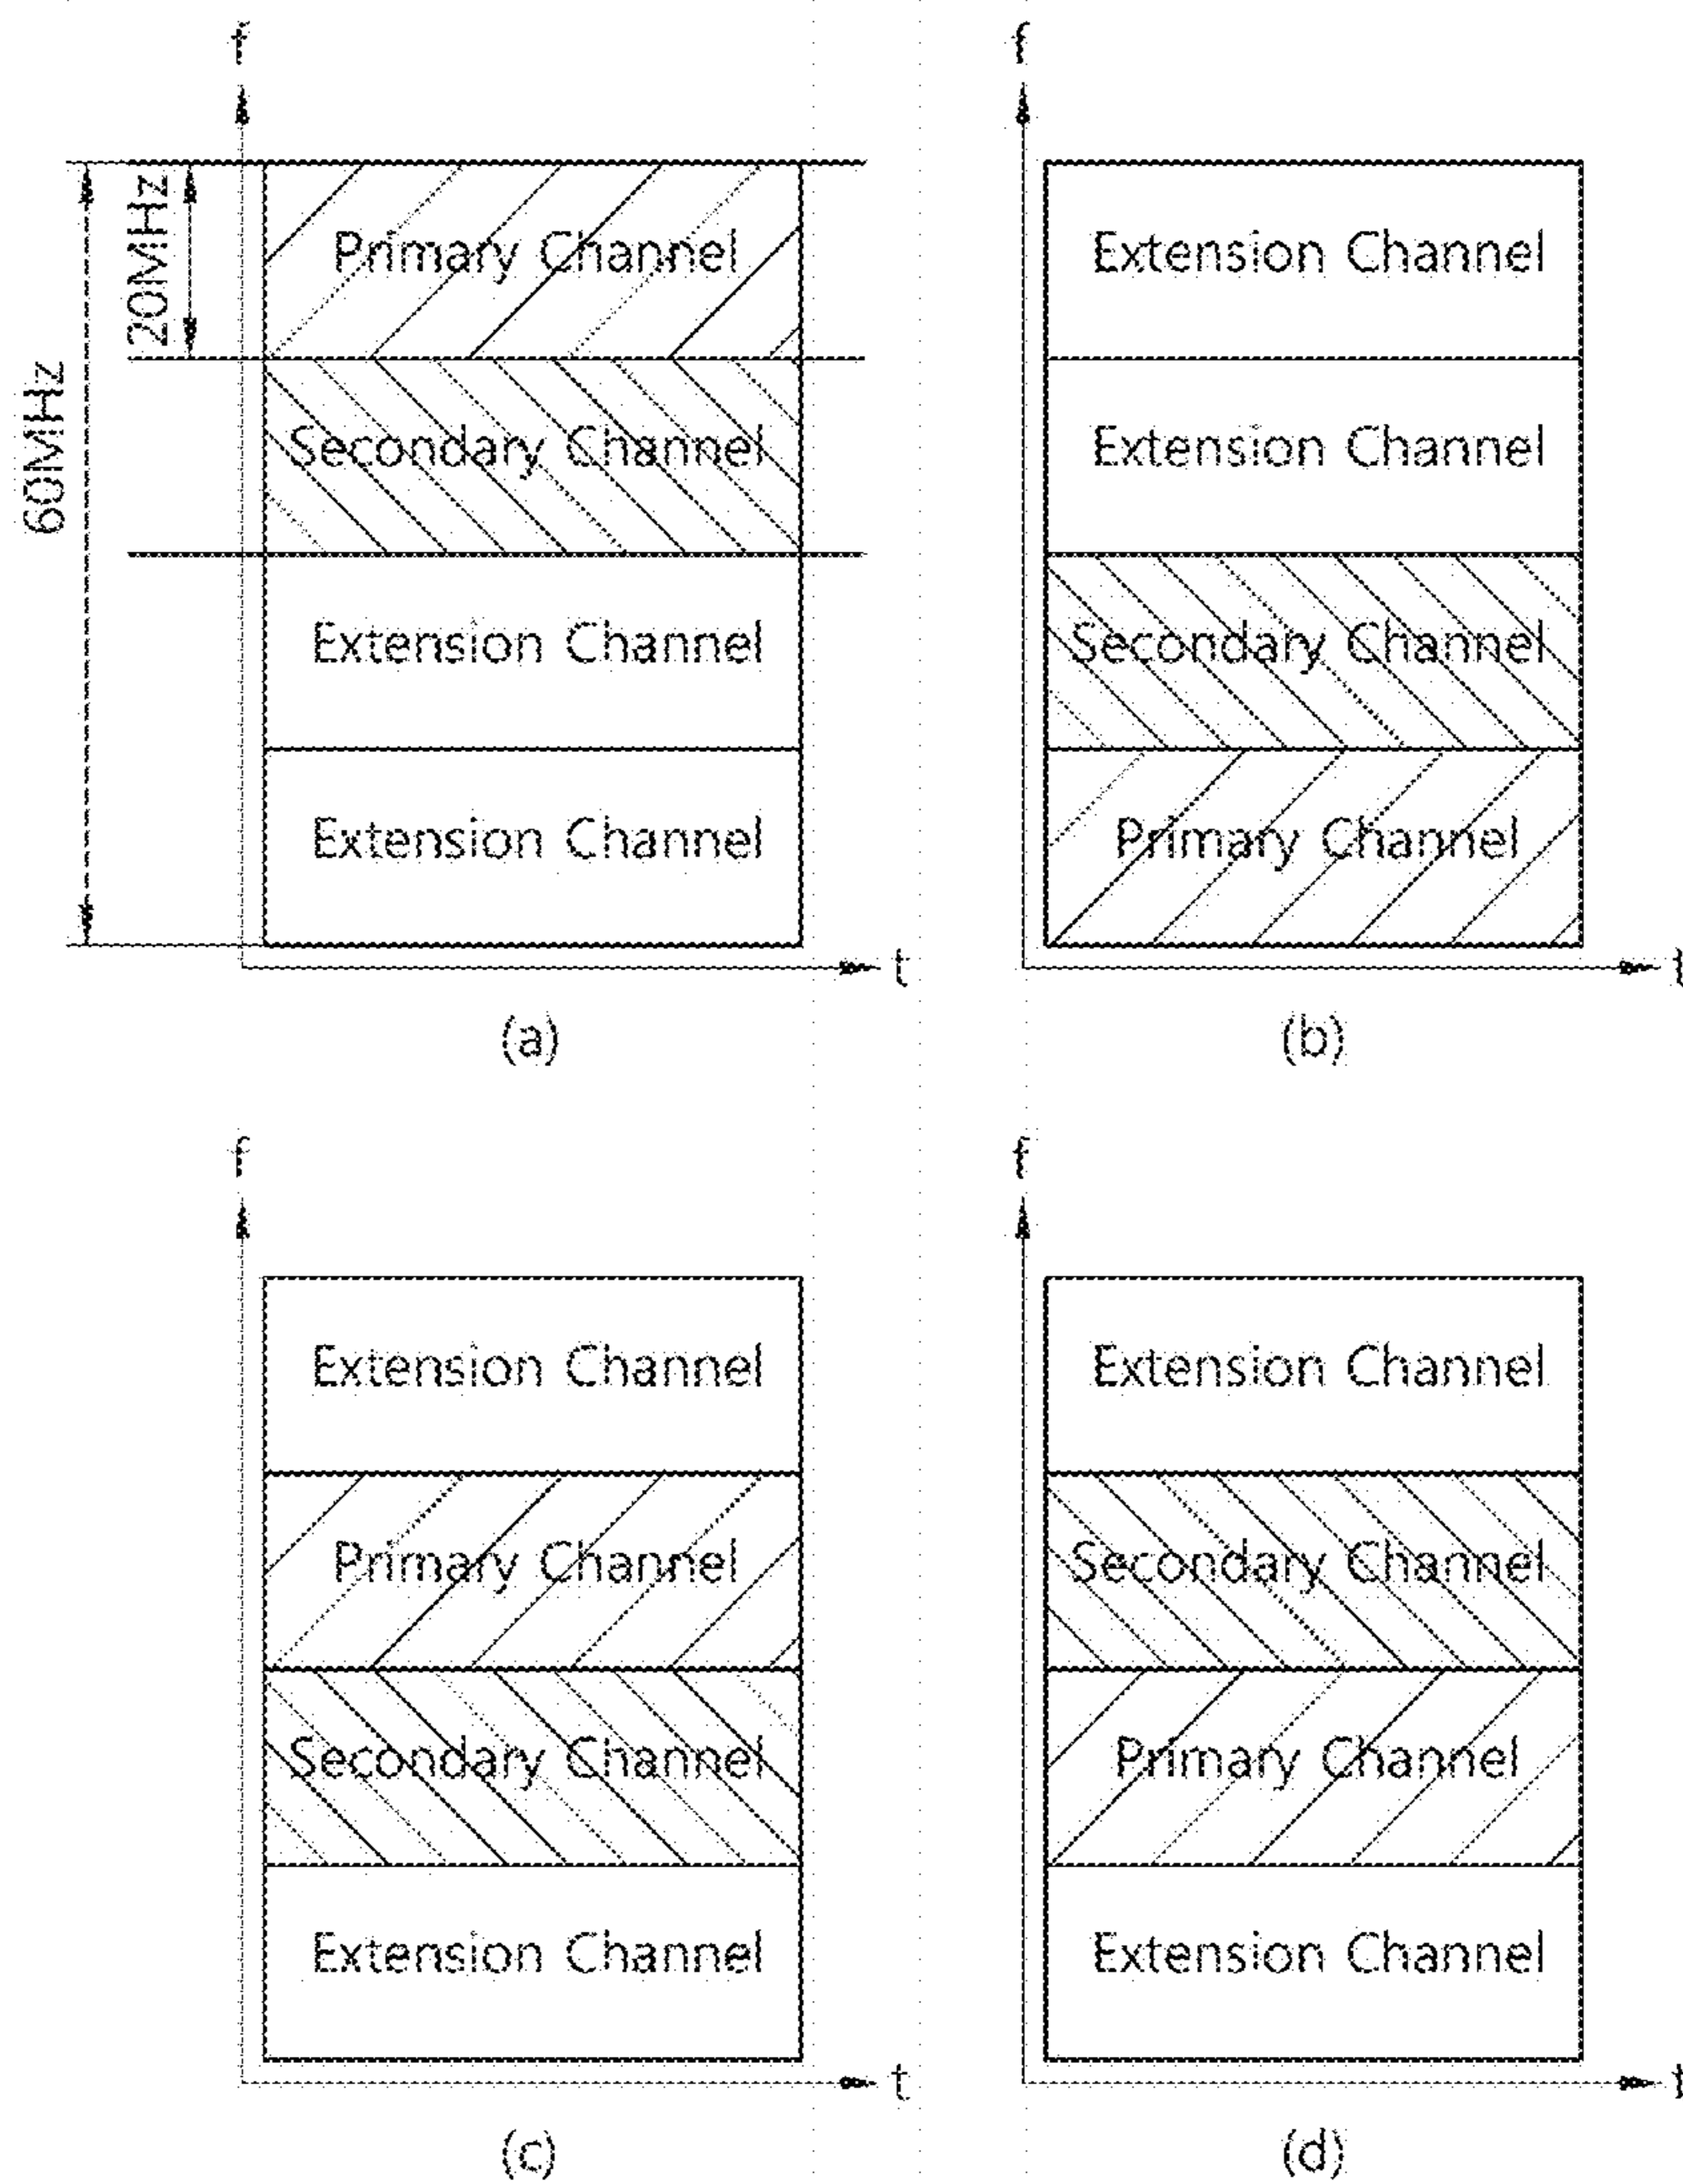 f
20MHz
60MHz
Primary Channel
Secondary Channel
Extension Channel
Extension Channel
t
(a)
f
Extension Channel
Extension Channel
Secondary Channel
Primary Channel
t
(b)
f
Extension Channel
Primary Channel
Secondary Channel
Extension Channel
t
(c)
f
Extension Channel
Secondary Channel
Primary Channel
Extension Channel
t
(d)